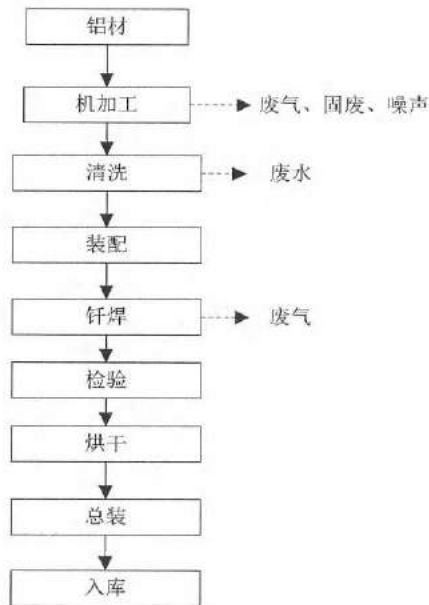 铝材
机加工
废气、固废、噪声
清洗
废水
装配
钎焊
废气
检验
烘干
总装
入库